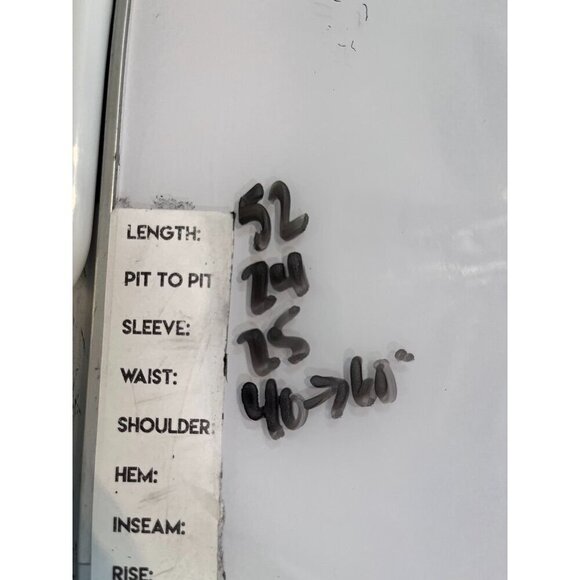 LENGTH: 52
PIT TO PIT 24
SLEEVE: 25
WAIST: 40→60"
SHOULDER
HEM:
INSEAM:
RISE: